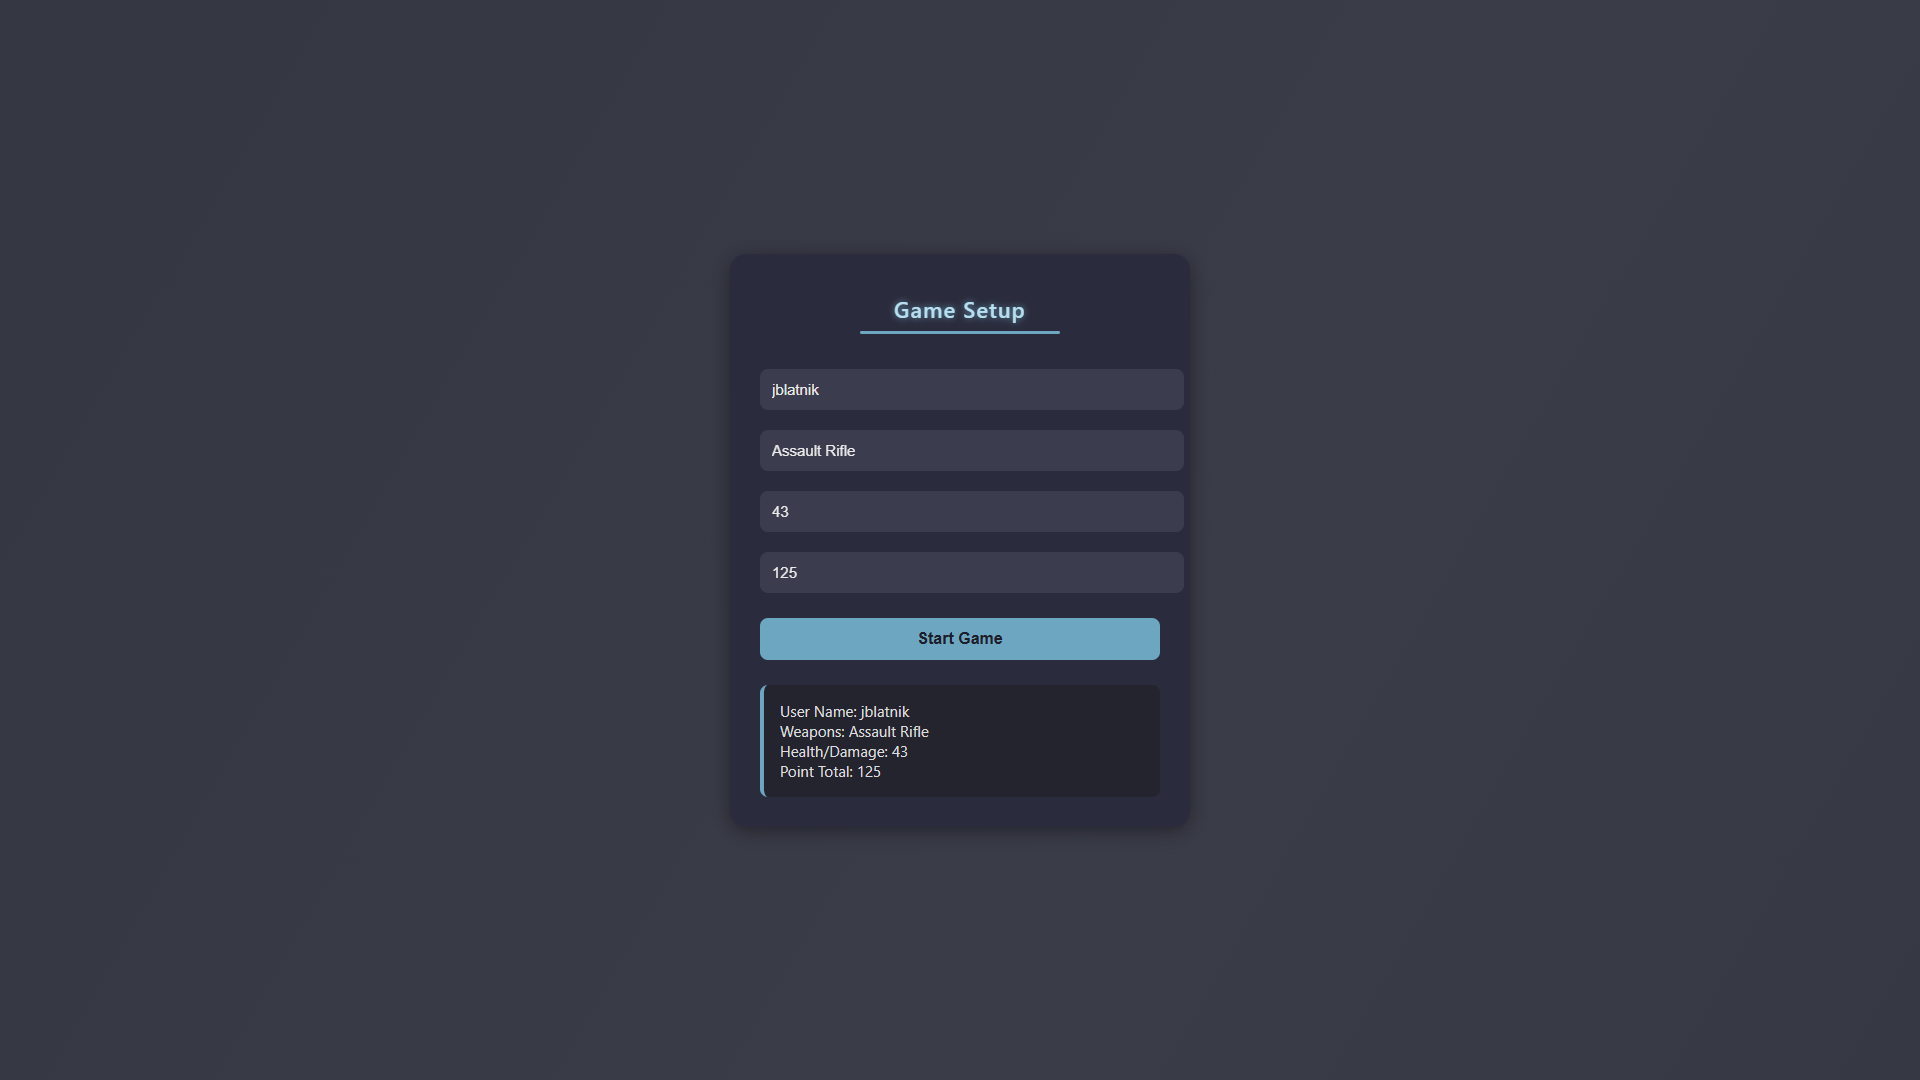 Game Setup
jblatnik
Assault Rifle
43
125
Start Game
User Name: jblatnik
Weapons: Assault Rifle
Health/Damage: 43
Point Total: 125